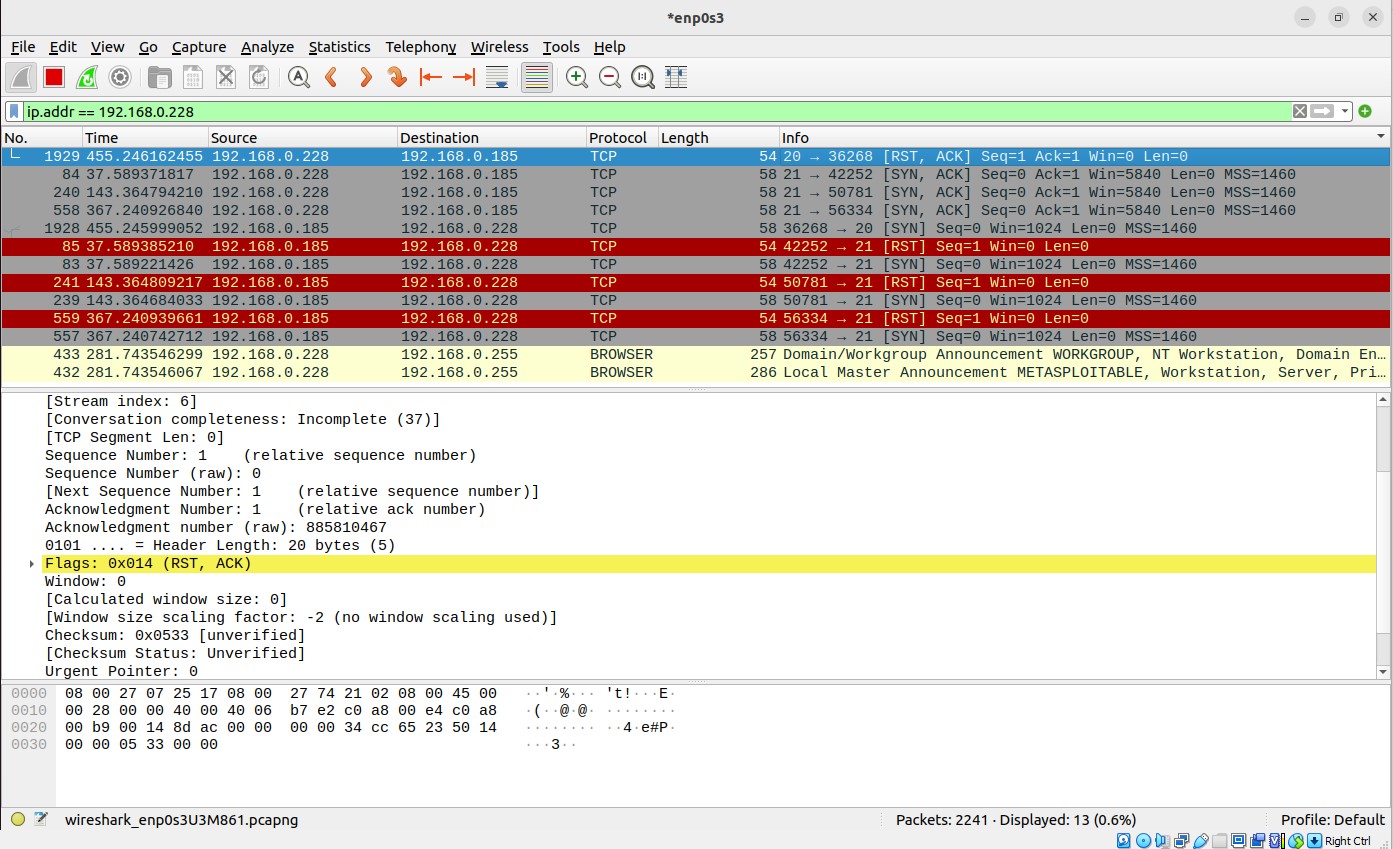 *enp0s3
File Edit View Go Capture Analyze Statistics Telephony Wireless Tools Help
ip.addr == 192.168.0.228
No. Time Source Destination Protocol Length Info
1929 455.246162455 192.168.0.228 192.168.0.185 TCP 54 20 → 36268 [RST, ACK] Seq=1 Ack=1 Win=0 Len=0
84 37.589371817 192.168.0.228 192.168.0.185 TCP 58 21 → 42252 [SYN, ACK] Seq=0 Ack=1 Win=5840 Len=0 MSS=1460
240 143.364794210 192.168.0.228 192.168.0.185 TCP 58 21 → 50781 [SYN, ACK] Seq=0 Ack=1 Win=5840 Len=0 MSS=1460
558 367.240926840 192.168.0.228 192.168.0.185 TCP 58 21 → 56334 [SYN, ACK] Seq=0 Ack=1 Win=5840 Len=0 MSS=1460
1928 455.245999052 192.168.0.185 192.168.0.228 TCP 58 36268 → 20 [SYN] Seq=0 Win=1024 Len=0 MSS=1460
85 37.589385210 192.168.0.185 192.168.0.228 TCP 54 42252 → 21 [RST] Seq=1 Win=0 Len=0
83 37.589221426 192.168.0.185 192.168.0.228 TCP 58 42252 → 21 [SYN] Seq=0 Win=1024 Len=0 MSS=1460
241 143.364809217 192.168.0.185 192.168.0.228 TCP 54 50781 → 21 [RST] Seq=1 Win=0 Len=0
239 143.364684033 192.168.0.185 192.168.0.228 TCP 58 50781 → 21 [SYN] Seq=0 Win=1024 Len=0 MSS=1460
559 367.240939661 192.168.0.185 192.168.0.228 TCP 54 56334 → 21 [RST] Seq=1 Win=0 Len=0
557 367.240742712 192.168.0.185 192.168.0.228 TCP 58 56334 → 21 [SYN] Seq=0 Win=1024 Len=0 MSS=1460
433 281.743546299 192.168.0.228 192.168.0.255 BROWSER 257 Domain/Workgroup Announcement WORKGROUP, NT Workstation, Domain En…
432 281.743546067 192.168.0.228 192.168.0.255 BROWSER 286 Local Master Announcement METASPLOITABLE, Workstation, Server, Pri…
[Stream index: 6]
[Conversation completeness: Incomplete (37)]
[TCP Segment Len: 0]
Sequence Number: 1 (relative sequence number)
Sequence Number (raw): 0
[Next Sequence Number: 1 (relative sequence number)]
Acknowledgment Number: 1 (relative ack number)
Acknowledgment number (raw): 885810467
0101 .... = Header Length: 20 bytes (5)
Flags: 0x014 (RST, ACK)
Window: 0
[Calculated window size: 0]
[Window size scaling factor: -2 (no window scaling used)]
Checksum: 0x0533 [unverified]
[Checksum Status: Unverified]
Urgent Pointer: 0
0000 08 00 27 07 25 17 08 00 27 74 21 02 08 00 45 00 ··'·%··· 't!···E·
0010 00 28 00 00 40 00 40 06 b7 e2 c0 a8 00 e4 c0 a8 ·(··@·@· ········
0020 00 b9 00 14 8d ac 00 00 00 00 34 cc 65 23 50 14 ········ ··4·e#P·
0030 00 00 05 33 00 00 ···3··
wireshark_enp0s3U3M861.pcapng Packets: 2241 · Displayed: 13 (0.6%) Profile: Default
Right Ctrl